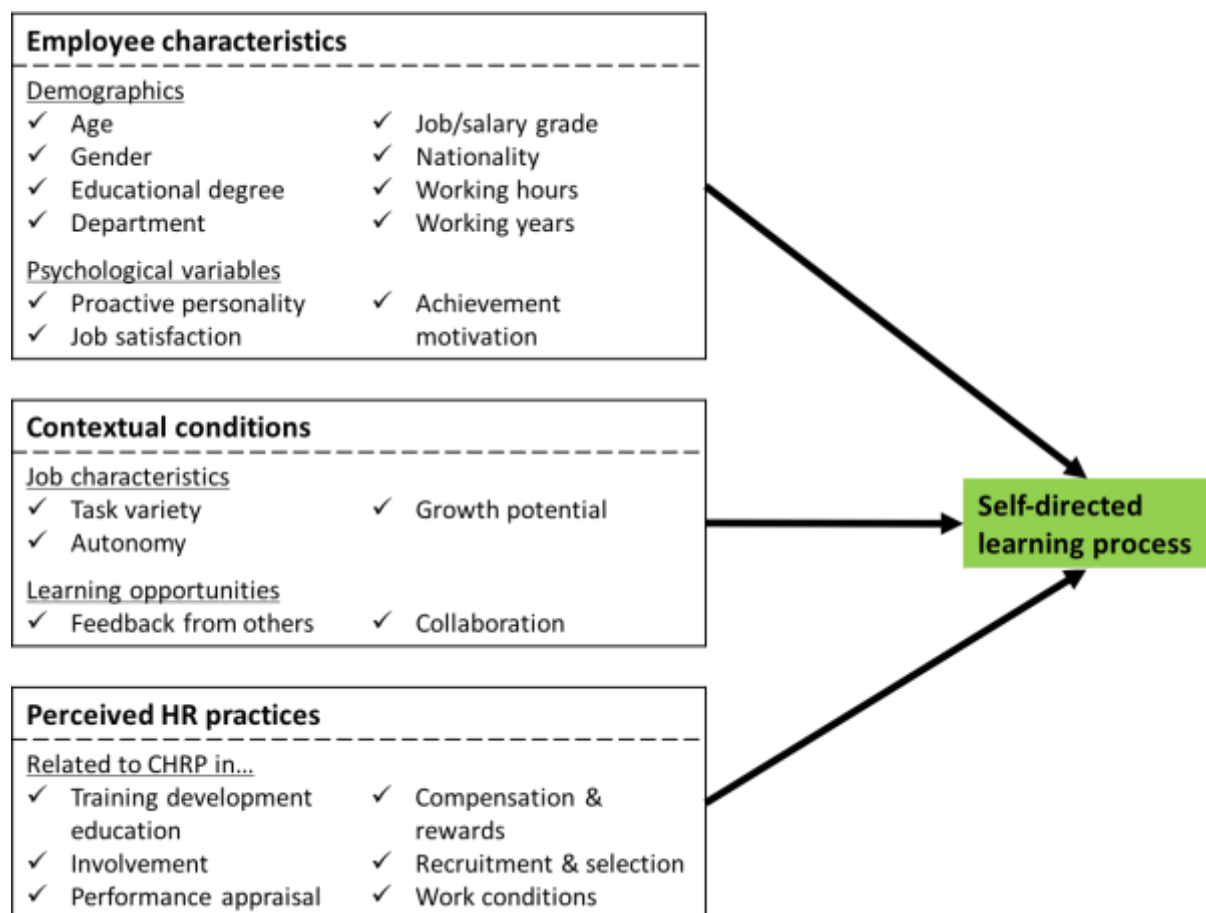 Employee characteristics
Demographics
✓ Age
✓ Job/salary grade
✓ Gender
✓ Nationality
✓ Educational degree
✓ Working hours
✓ Department
✓ Working years
Psychological variables
✓ Proactive personality
✓ Job satisfaction
✓ Achievement
motivation
Contextual conditions
Job characteristics
✓ Task variety
✓ Growth potential
✓ Autonomy
Learning opportunities
✓ Feedback from others
✓ Collaboration
Perceived HR practices
Related to CHRP in...
✓ Training development
education
✓ Compensation &
rewards
✓ Involvement
✓ Recruitment & selection
✓ Performance appraisal
✓ Work conditions
Self-directed
learning process